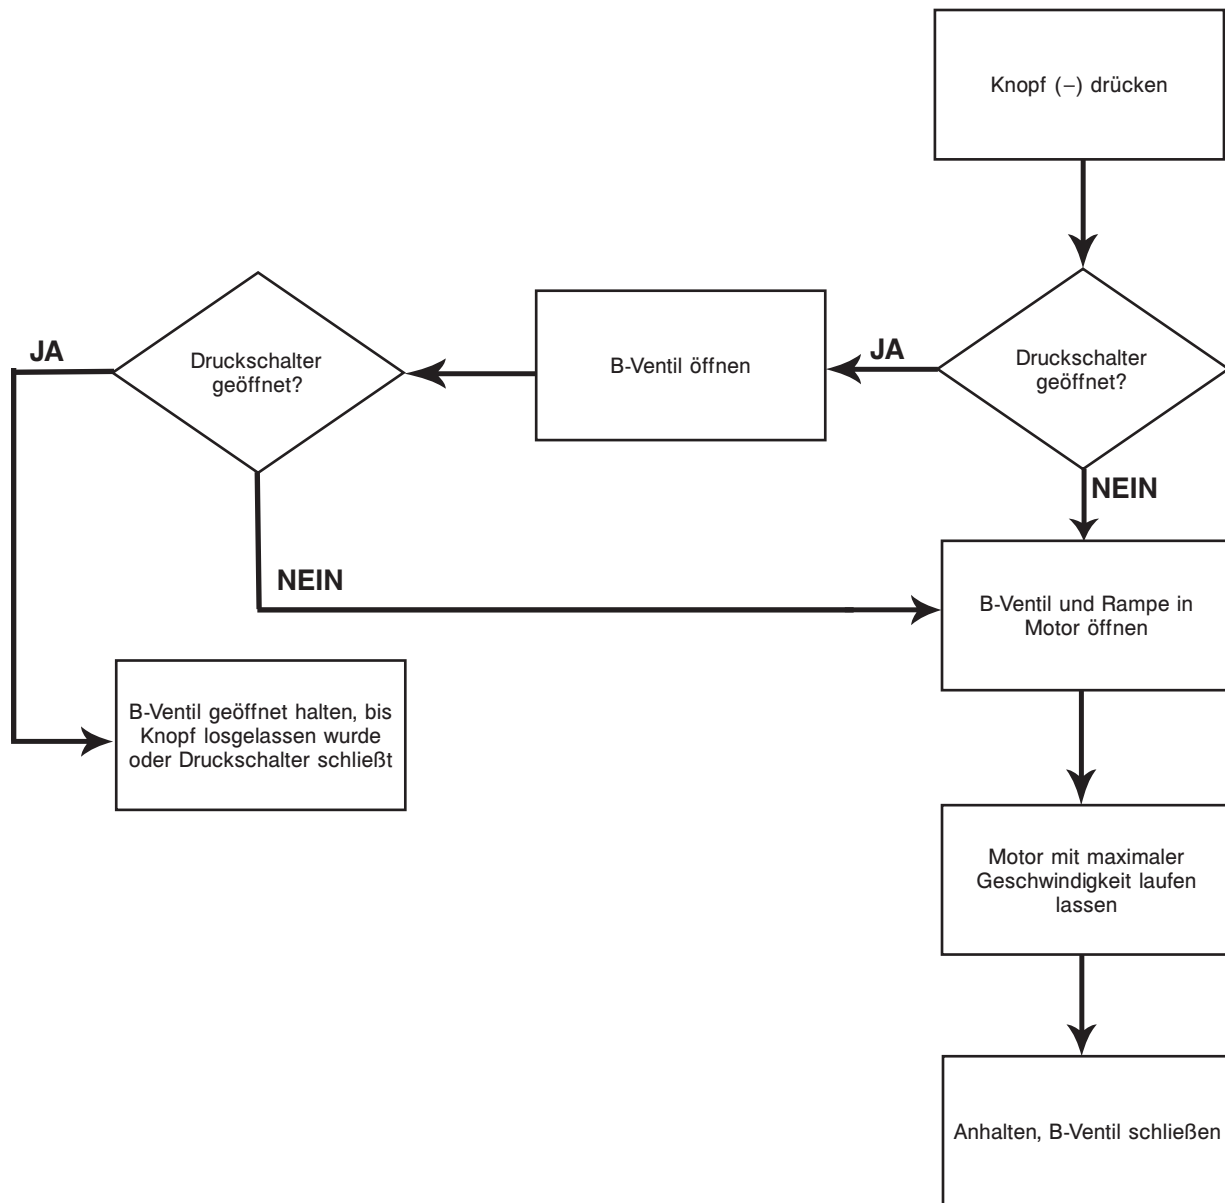 Knopf (–) drücken
Druckschalter
geöffnet?
JA
B-Ventil öffnen
Druckschalter
geöffnet?
JA
NEIN
NEIN
B-Ventil und Rampe in
Motor öffnen
B-Ventil geöffnet halten, bis
Knopf losgelassen wurde
oder Druckschalter schließt
Motor mit maximaler
Geschwindigkeit laufen
lassen
Anhalten, B-Ventil schließen